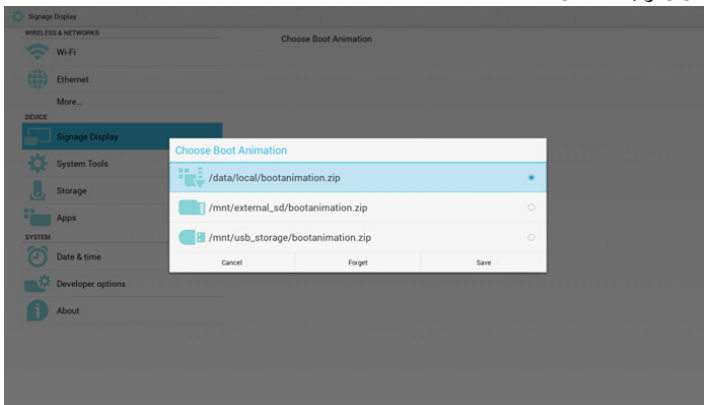 Signage Display
WIRELESS & NETWORKS
Wi-Fi
Ethernet
More...
DEVICE
Signage Display
System Tools
Storage
Apps
SYSTEM
Date & time
Developer options
About
Choose Boot Animation
Choose Boot Animation
/data/local/bootanimation.zip
/mnt/external_sd/bootanimation.zip
/mnt/usb_storage/bootanimation.zip
Cancel
Forget
Save